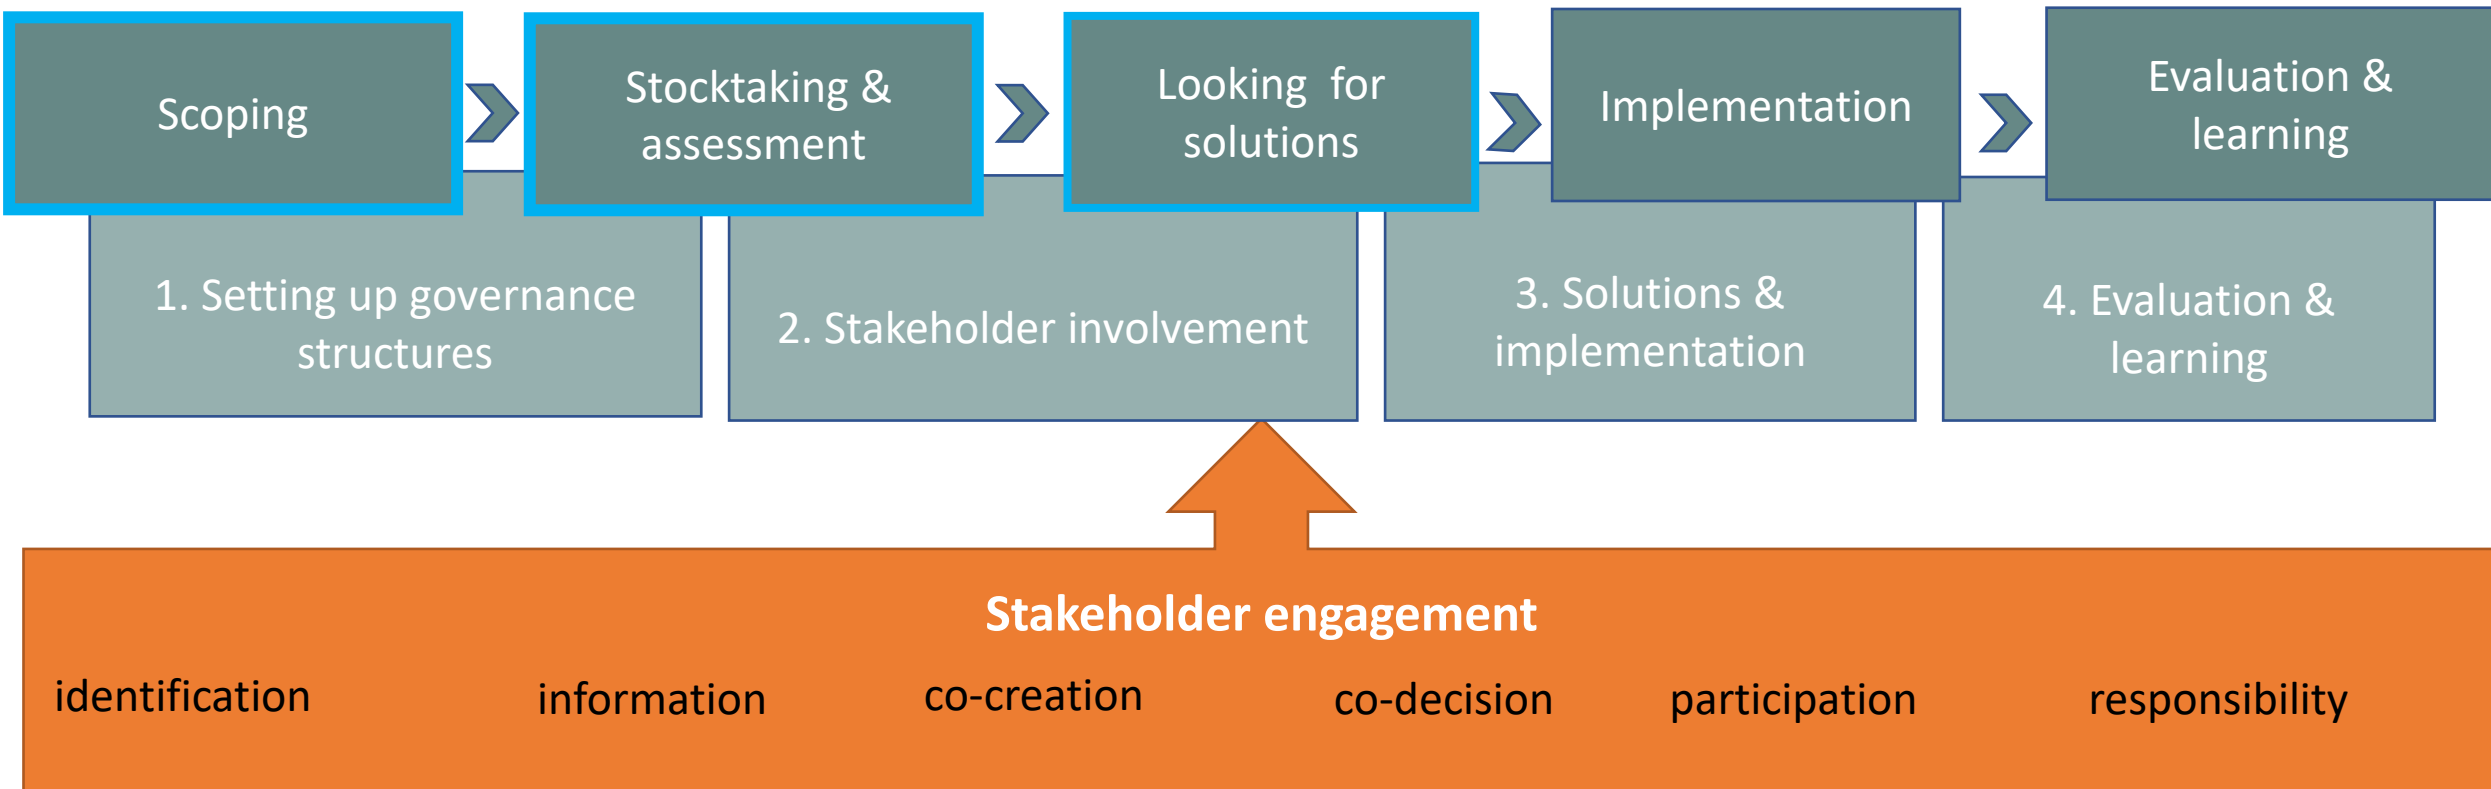 Scoping
Stocktaking &
assessment
Looking for
solutions
Implementation
Evaluation &
learning
1. Setting up governance
structures
2. Stakeholder involvement
3. Solutions &
implementation
4. Evaluation &
learning
Stakeholder engagement
identification
information
co-creation
co-decision
participation
responsibility